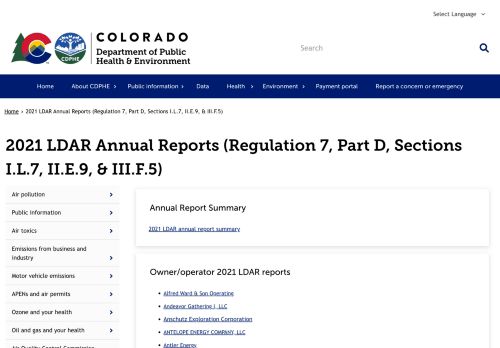 Select Language
COLORADO
Department of Public
Health & Environment
CDPHE
Search
Home
About CDPHE
Public information
Data
Health
Environment
Payment portal
Report a concern or emergency
Home › 2021 LDAR Annual Reports (Regulation 7, Part D, Sections I.L.7, II.E.9, & III.F.5)
2021 LDAR Annual Reports (Regulation 7, Part D, Sections
I.L.7, II.E.9, & III.F.5)
Air pollution
Public information
Air toxics
Emissions from business and
industry
Motor vehicle emissions
APENs and air permits
Ozone and your health
Oil and gas and your health
Air Quality Control Commission
Annual Report Summary
2021 LDAR annual report summary
Owner/operator 2021 LDAR reports
Alfred Ward & Son Operating
Andeavor Gathering I, LLC
Anschutz Exploration Corporation
ANTELOPE ENERGY COMPANY, LLC
Antler Energy